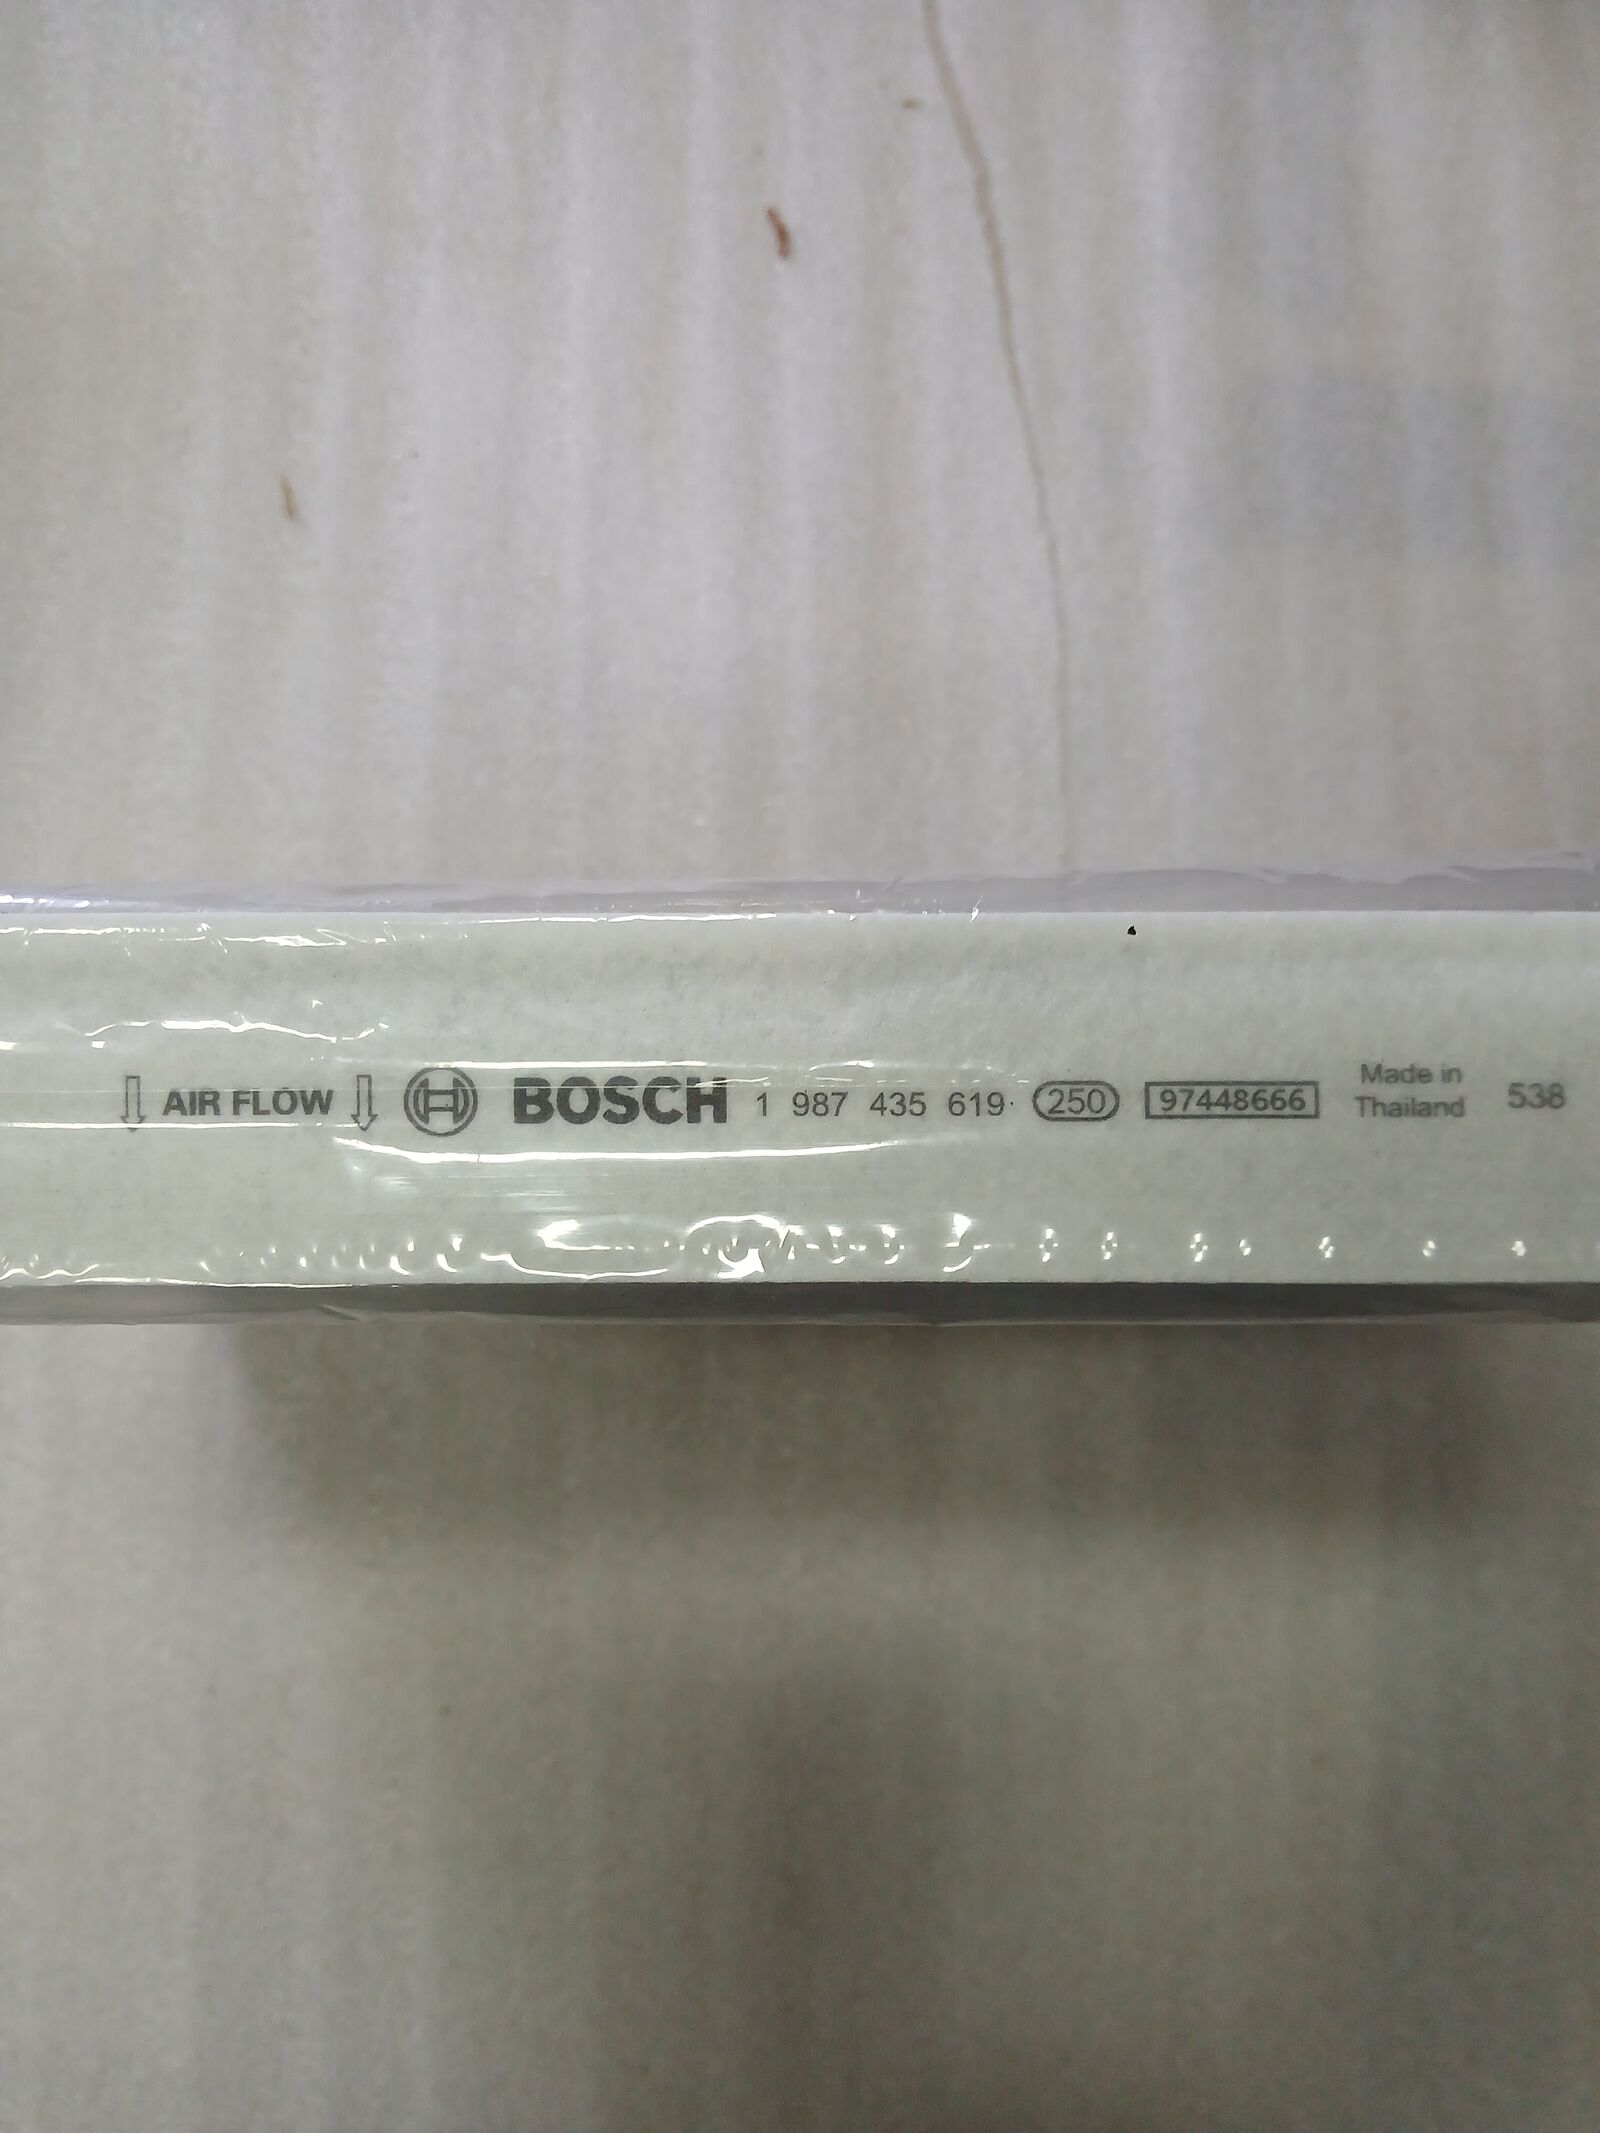 ⇩ AIR FLOW ⇩ BOSCH 1 987 435 619 250 97448666 Made in
Thailand 538